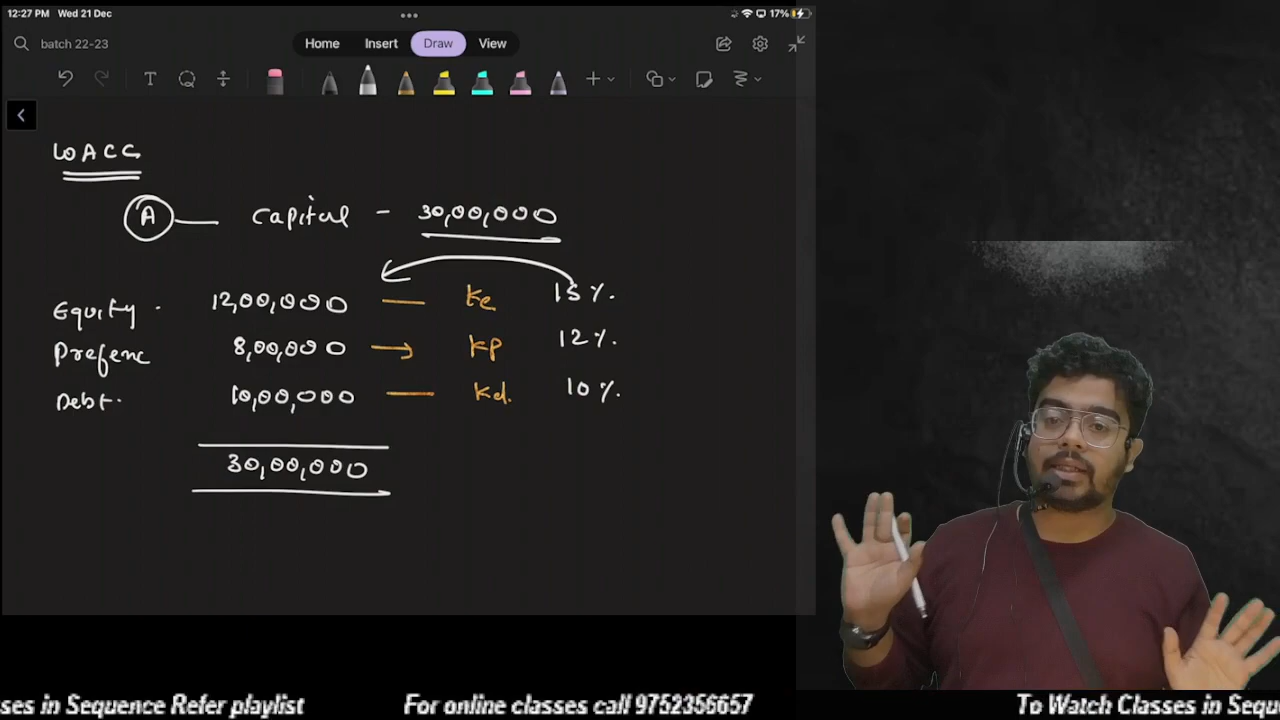 12:27 PM Wed 21 Dec 17%
batch 22-23 Home Insert Draw View
WACC
A — Capital - 30,00,000
Equity - 12,00,000 — Ke 15%.
Prefenc 8,00,000 → Kp 12%.
Debt. 10,00,000 — Kd. 10%.
30,00,000
ses in Sequence Refer playlist For online classes call 9752356657 To Watch Classes in Sequ